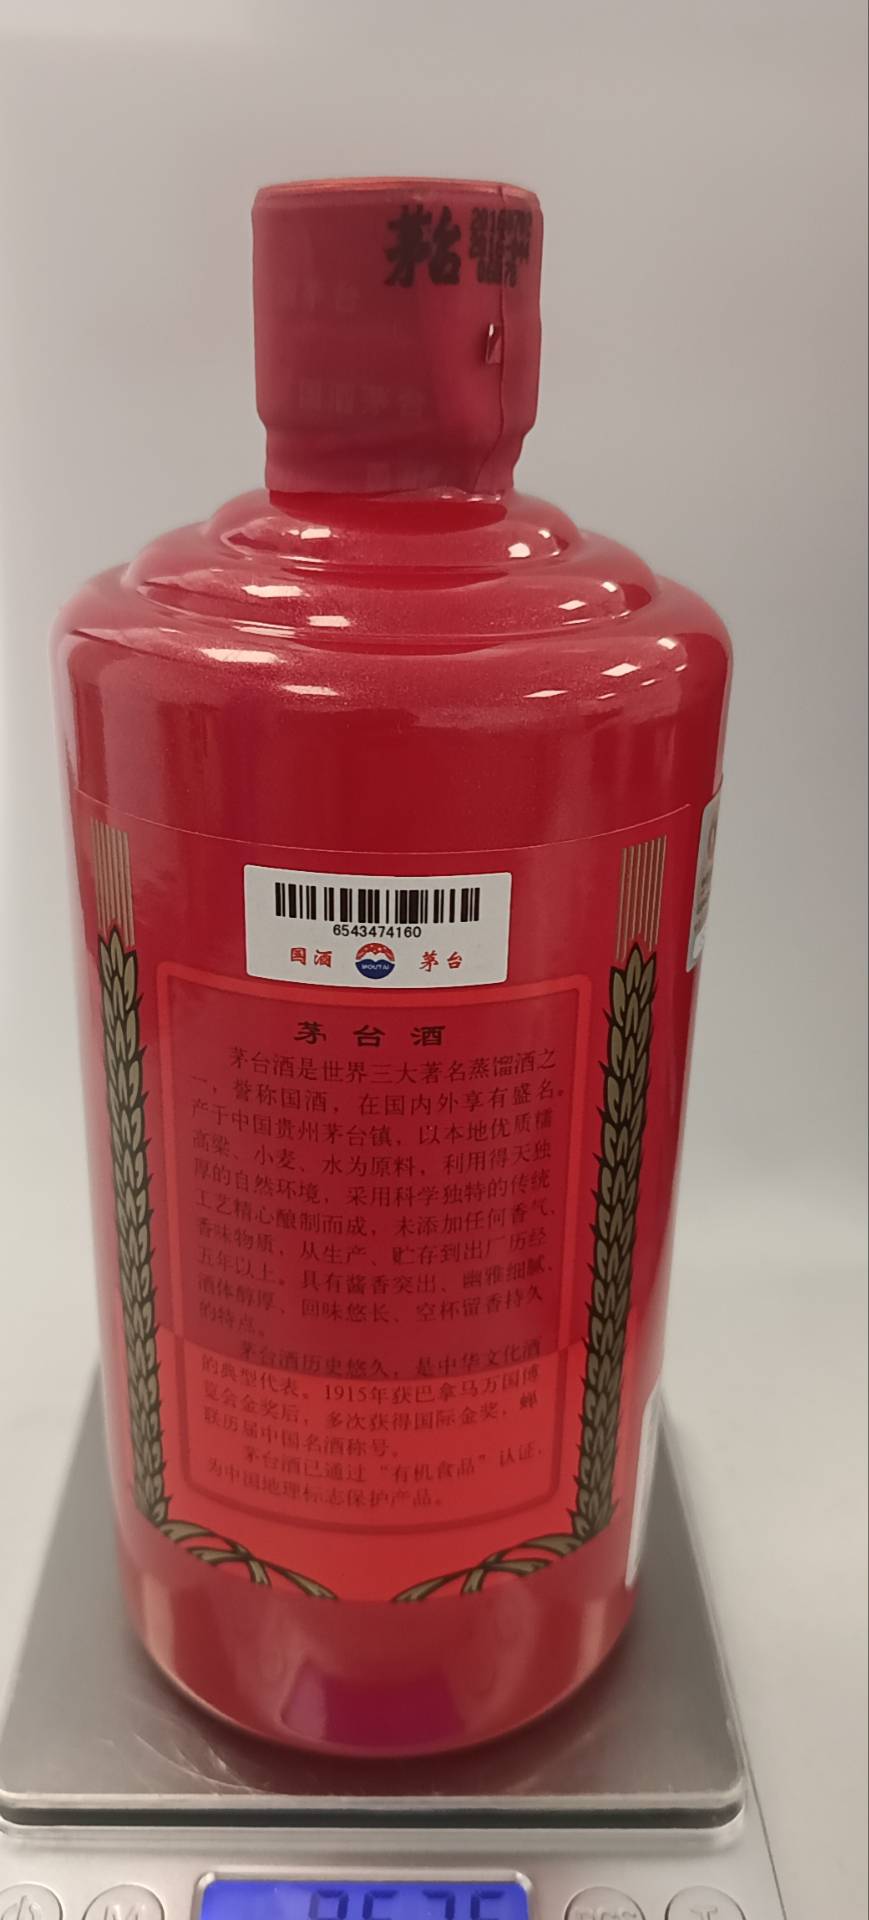 茅台
6543474160
国酒 MOUTAI 茅台
茅台酒
茅台酒是世界三大著名蒸馏酒之
一，誉称国酒，在国内外享有盛名。
产于中国贵州茅台镇，以本地优质糯
高粱、小麦、水为原料，利用得天独
厚的自然环境，采用科学独特的传统
工艺精心酿制而成，未添加任何香气、
香味物质，从生产、贮存到出厂历经
五年以上。具有酱香突出、幽雅细腻、
酒体醇厚、回味悠长、空杯留香持久
的特点。
茅台酒历史悠久，是中华文化酒
的典型代表。1915年获巴拿马万国博
览会金奖后，多次获得国际金奖，蝉
联历届中国名酒称号。
茅台酒已通过“有机食品”认证，
为中国地理标志保护产品。
M
PCS
T